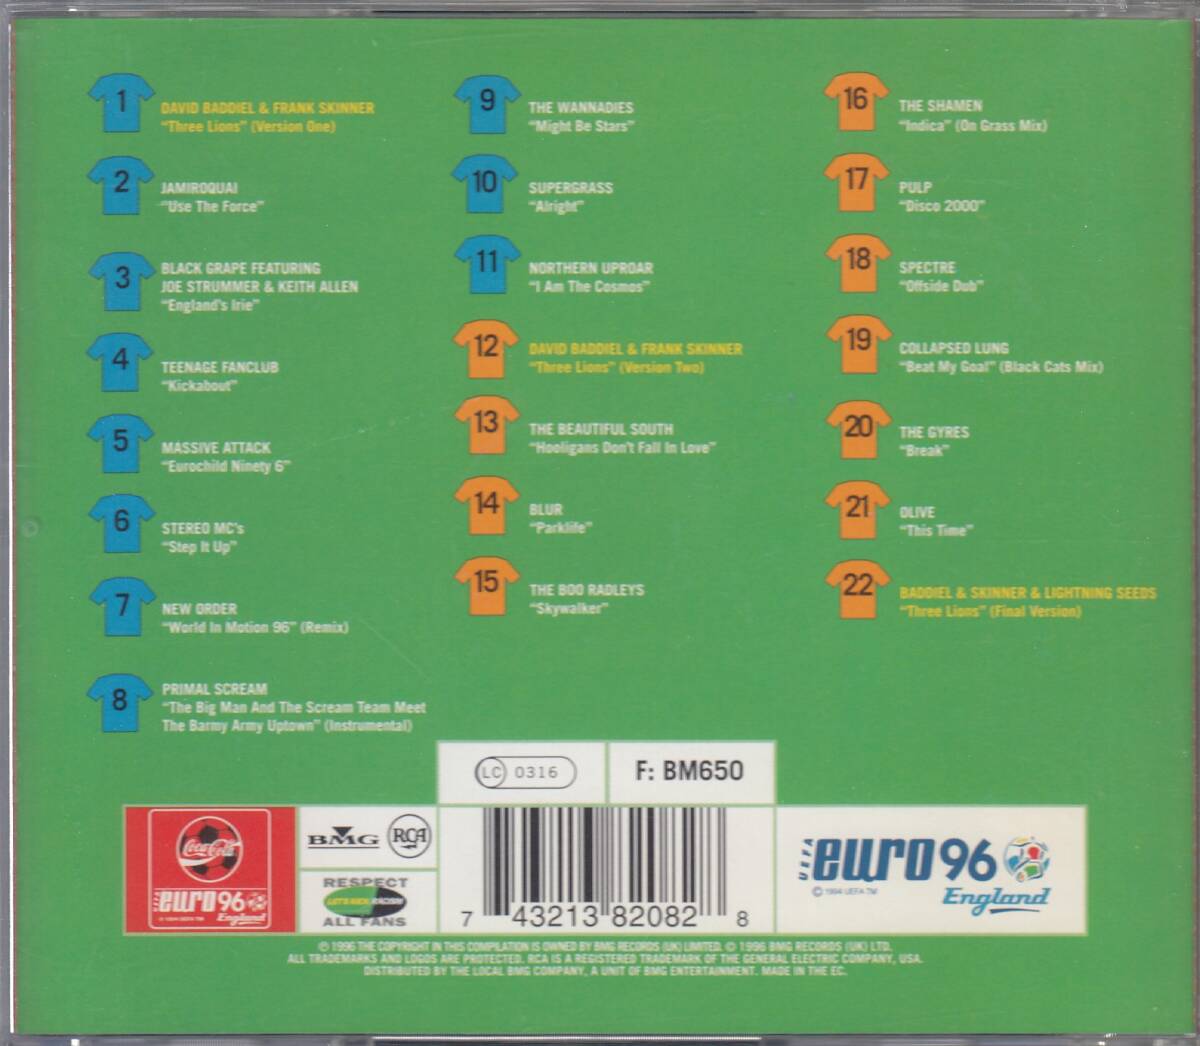 1
DAVID BADDIEL & FRANK SKINNER
"Three Lions" (Version One)
2
JAMIROQUAI
"Use The Force"
3
BLACK GRAPE FEATURING
JOE STRUMMER & KEITH ALLEN
"England's Irie"
4
TEENAGE FANCLUB
"Kickabout"
5
MASSIVE ATTACK
"Eurochild Ninety 6"
6
STEREO MC's
"Step It Up"
7
NEW ORDER
"World In Motion 96" (Remix)
8
PRIMAL SCREAM
"The Big Man And The Scream Team Meet
The Barmy Army Uptown" (Instrumental)
9
THE WANNADIES
"Might Be Stars"
10
SUPERGRASS
"Alright"
11
NORTHERN UPROAR
"I Am The Cosmos"
12
DAVID BADDIEL & FRANK SKINNER
"Three Lions" (Version Two)
13
THE BEAUTIFUL SOUTH
"Hooligans Don't Fall In Love"
14
BLUR
"Parklife"
15
THE BOO RADLEYS
"Skywalker"
16
THE SHAMEN
"Indica" (On Grass Mix)
17
PULP
"Disco 2000"
18
SPECTRE
"Offside Dub"
19
COLLAPSED LUNG
"Beat My Goal" (Black Cats Mix)
20
THE GYRES
"Break"
21
OLIVE
"This Time"
22
BADDIEL & SKINNER & LIGHTNING SEEDS
"Three Lions" (Final Version)
LC 0316
F: BM650
Coca-Cola
UEFA euro 96
© 1994 UEFA TM
England
BMG
RCA
RESPECT
LET'S KICK RACISM
ALL FANS
7 43213 82082 8
UEFA euro 96
© 1994 UEFA TM
England
℗ 1996 THE COPYRIGHT IN THIS COMPILATION IS OWNED BY BMG RECORDS (UK) LIMITED. © 1996 BMG RECORDS (UK) LTD.
ALL TRADEMARKS AND LOGOS ARE PROTECTED. RCA IS A REGISTERED TRADEMARK OF THE GENERAL ELECTRIC COMPANY, USA.
DISTRIBUTED BY THE LOCAL BMG COMPANY, A UNIT OF BMG ENTERTAINMENT. MADE IN THE EC.